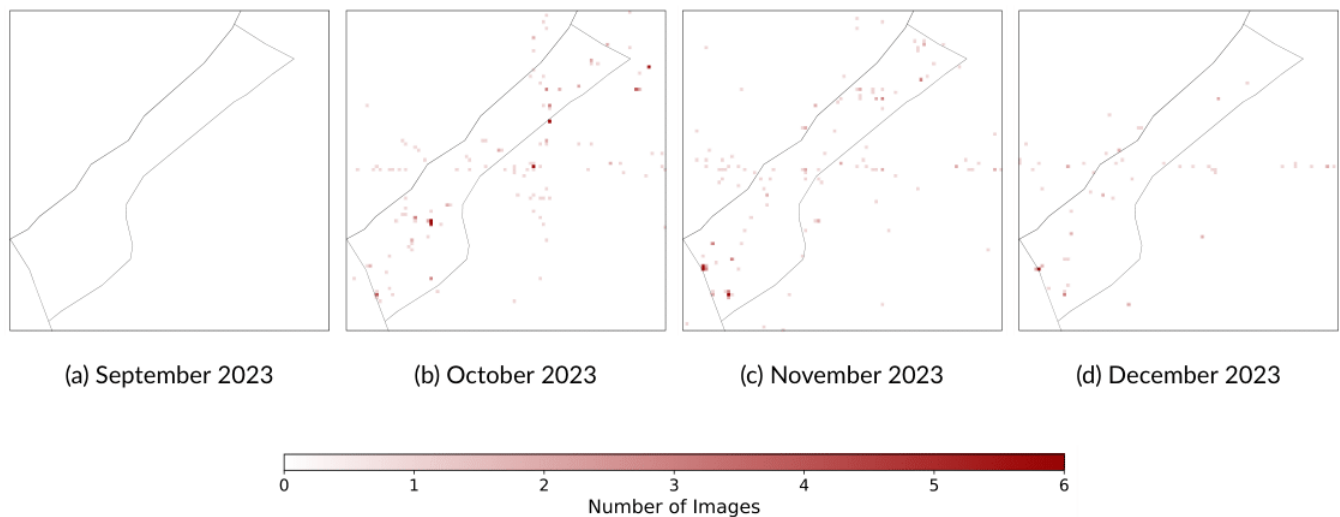 (a) September 2023 (b) October 2023 (c) November 2023 (d) December 2023
0 1 2 3 4 5 6
Number of Images